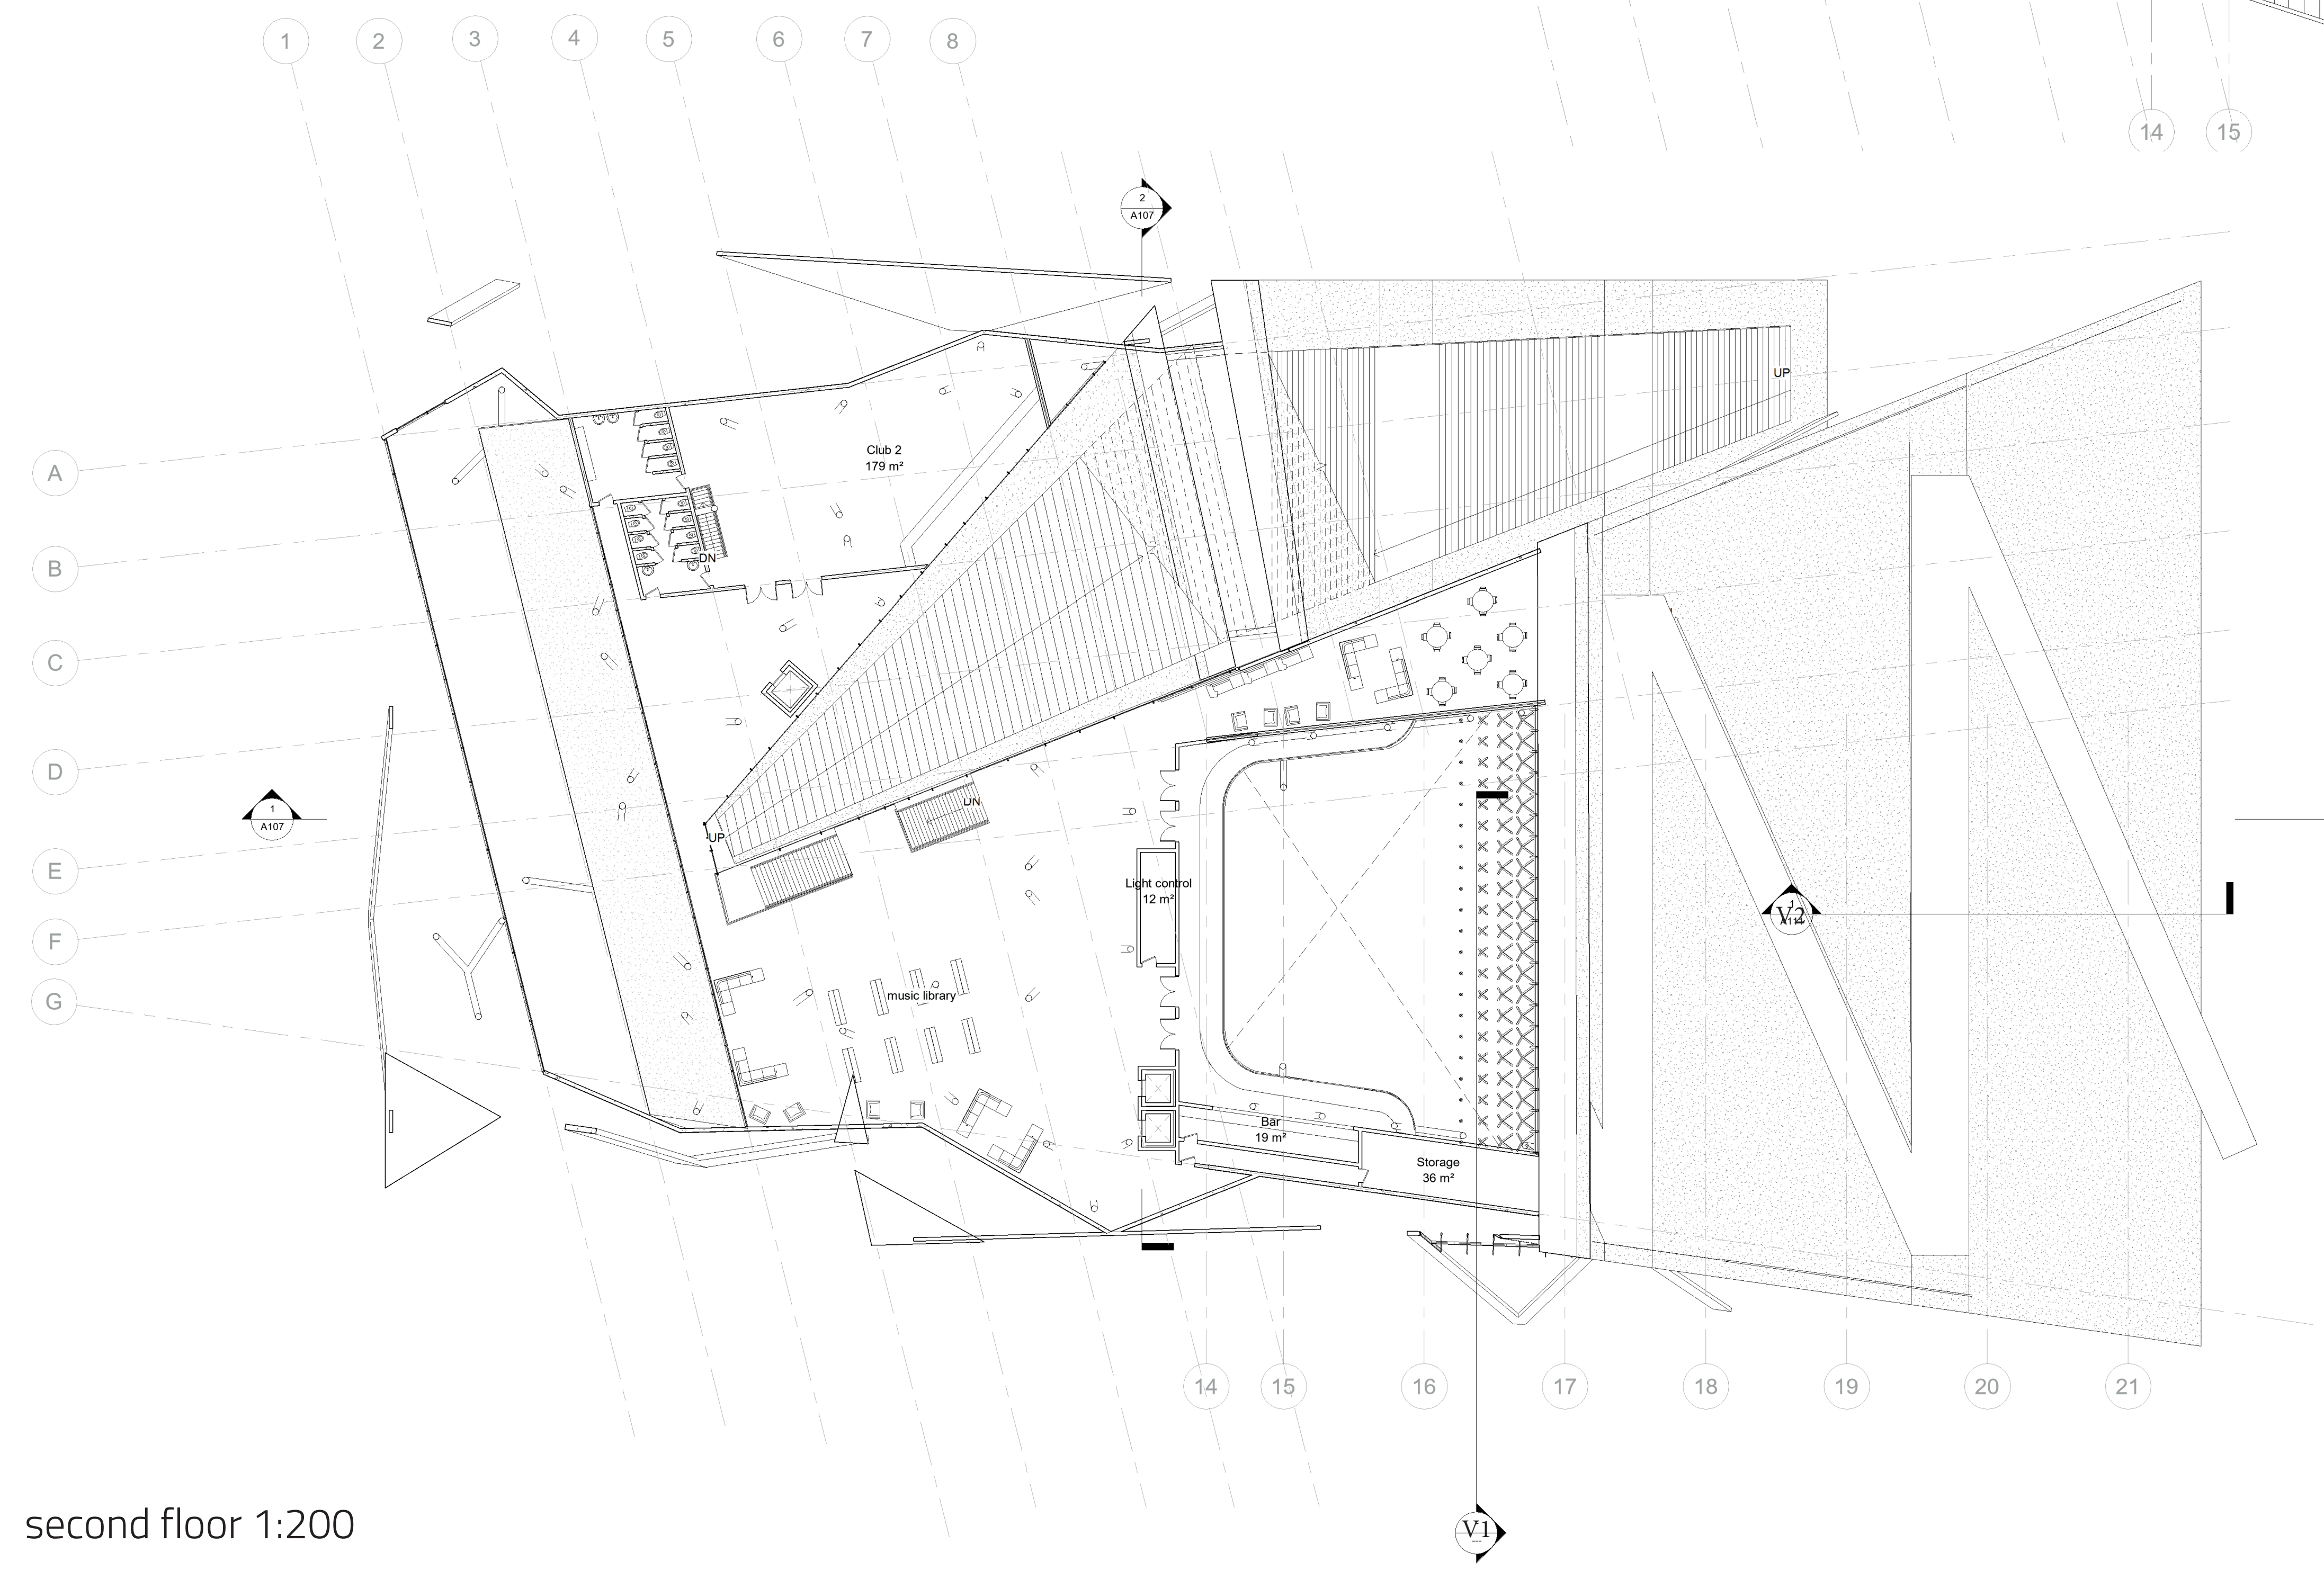 1
2
3
4
5
6
7
8
14
15
2
A107
UP
A
Club 2
179 m²
B
DN
C
D
DN
1
A107
UP
E
Light control
12 m²
V2
F
music library
G
Bar
19 m²
Storage
36 m²
14
15
16
17
18
19
20
21
second floor 1:200
V1
---